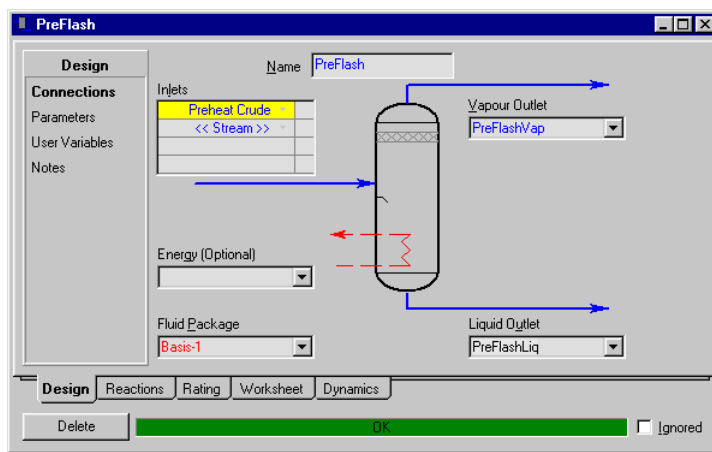 PreFlash
Design
Connections
Parameters
User Variables
Notes
Name PreFlash
Inlets
Preheat Crude
<< Stream >>
Vapour Outlet
PreFlashVap
Energy (Optional)
Fluid Package
Basis-1
Liquid Outlet
PreFlashLiq
Design Reactions Rating Worksheet Dynamics
Delete OK Ignored